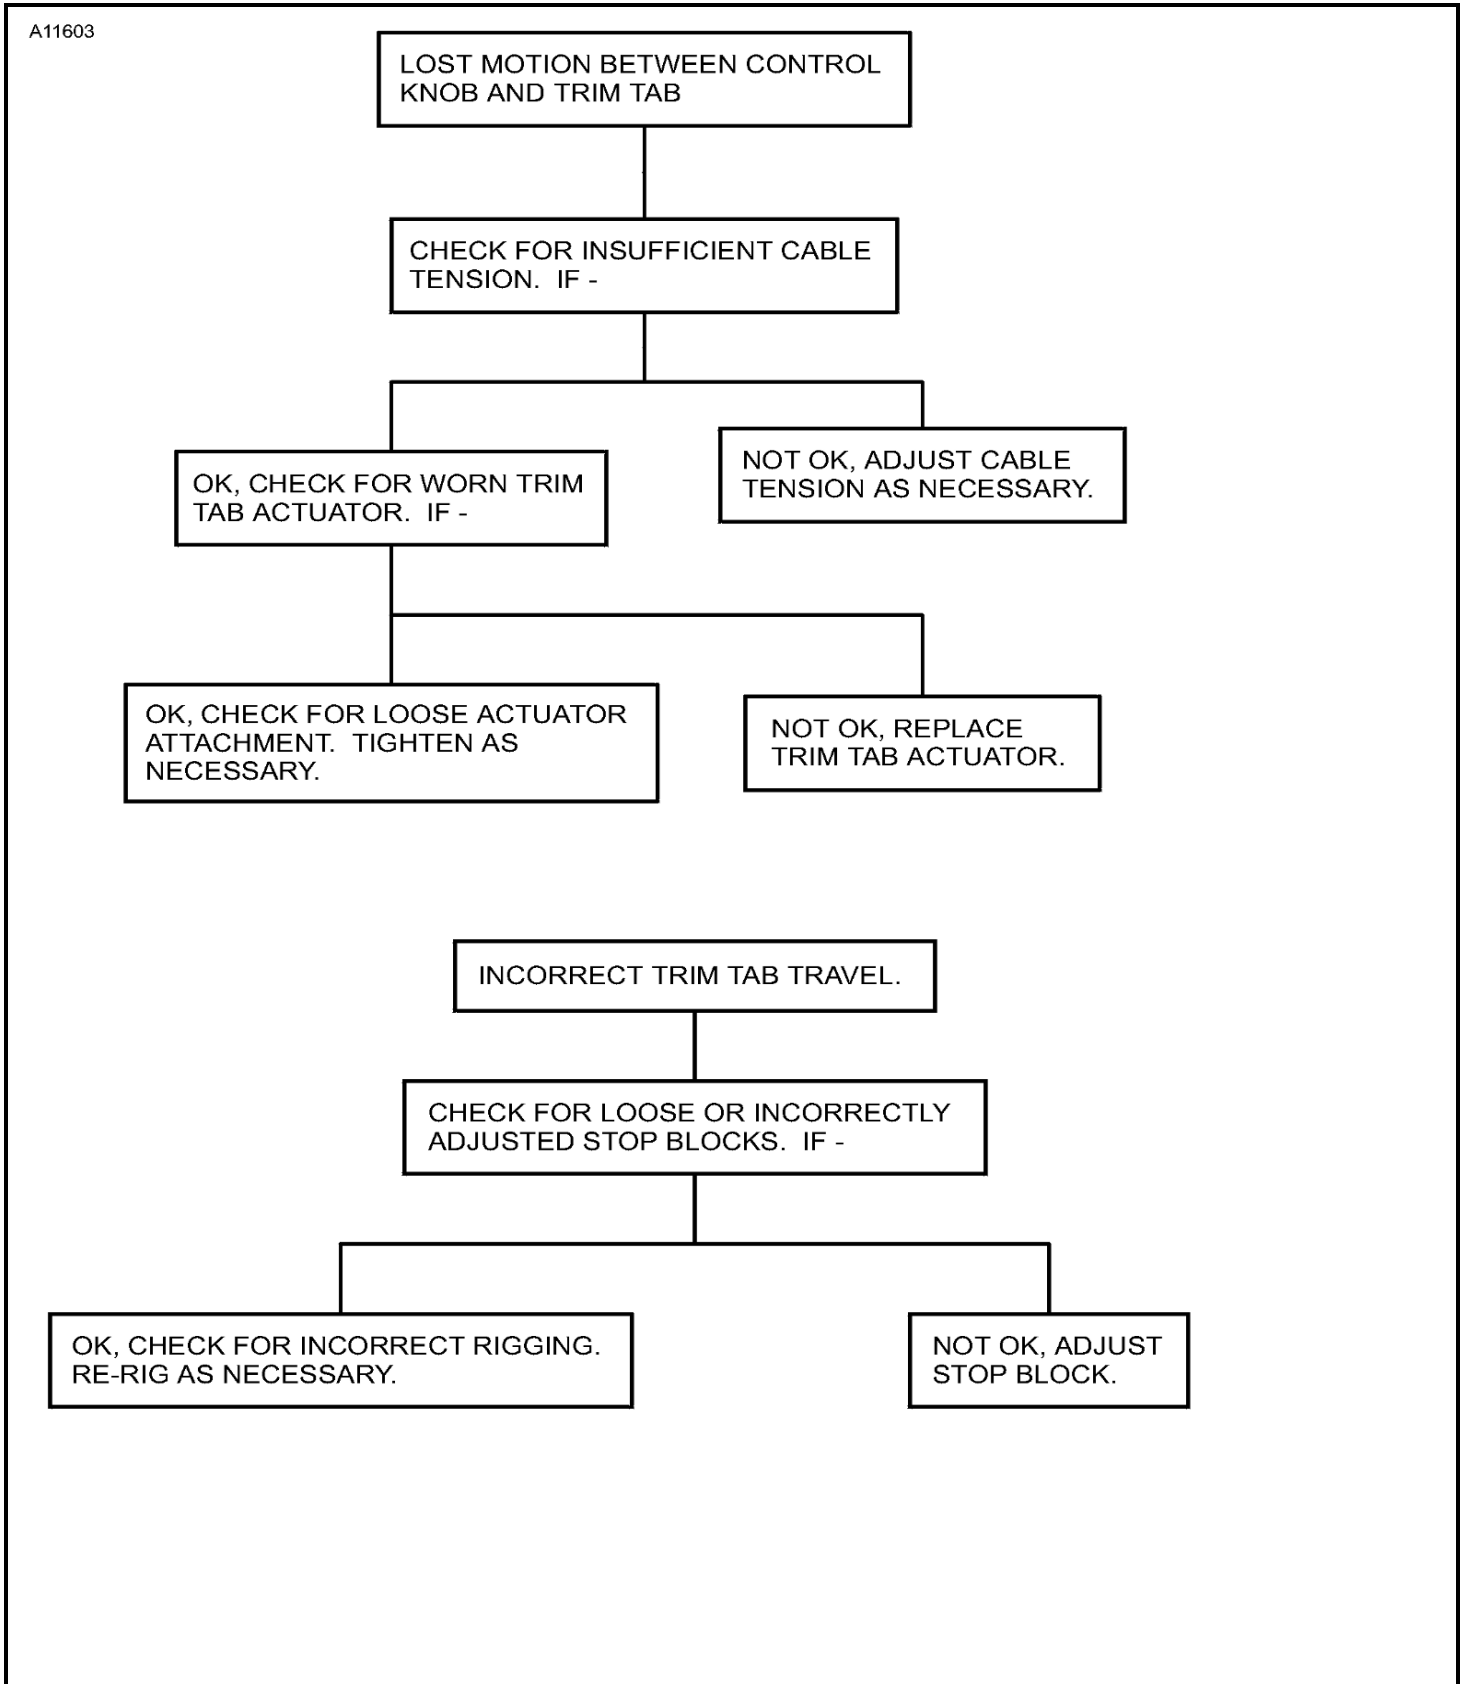 A11603
LOST MOTION BETWEEN CONTROL
KNOB AND TRIM TAB
CHECK FOR INSUFFICIENT CABLE
TENSION.  IF -
OK, CHECK FOR WORN TRIM
TAB ACTUATOR.  IF -
NOT OK, ADJUST CABLE
TENSION AS NECESSARY.
OK, CHECK FOR LOOSE ACTUATOR
ATTACHMENT.  TIGHTEN AS
NECESSARY.
NOT OK, REPLACE
TRIM TAB ACTUATOR.
INCORRECT TRIM TAB TRAVEL.
CHECK FOR LOOSE OR INCORRECTLY
ADJUSTED STOP BLOCKS.  IF -
OK, CHECK FOR INCORRECT RIGGING.
RE-RIG AS NECESSARY.
NOT OK, ADJUST
STOP BLOCK.